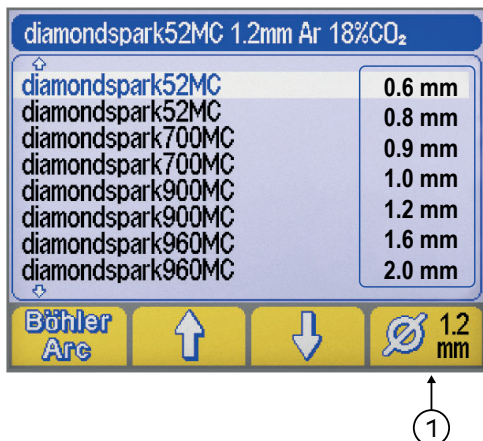 diamondspark52MC 1.2mm Ar 18%CO₂
diamondspark52MC
diamondspark52MC
diamondspark700MC
diamondspark700MC
diamondspark900MC
diamondspark900MC
diamondspark960MC
diamondspark960MC
0.6 mm
0.8 mm
0.9 mm
1.0 mm
1.2 mm
1.6 mm
2.0 mm
Böhler
Arc
Ø 1.2
mm
1